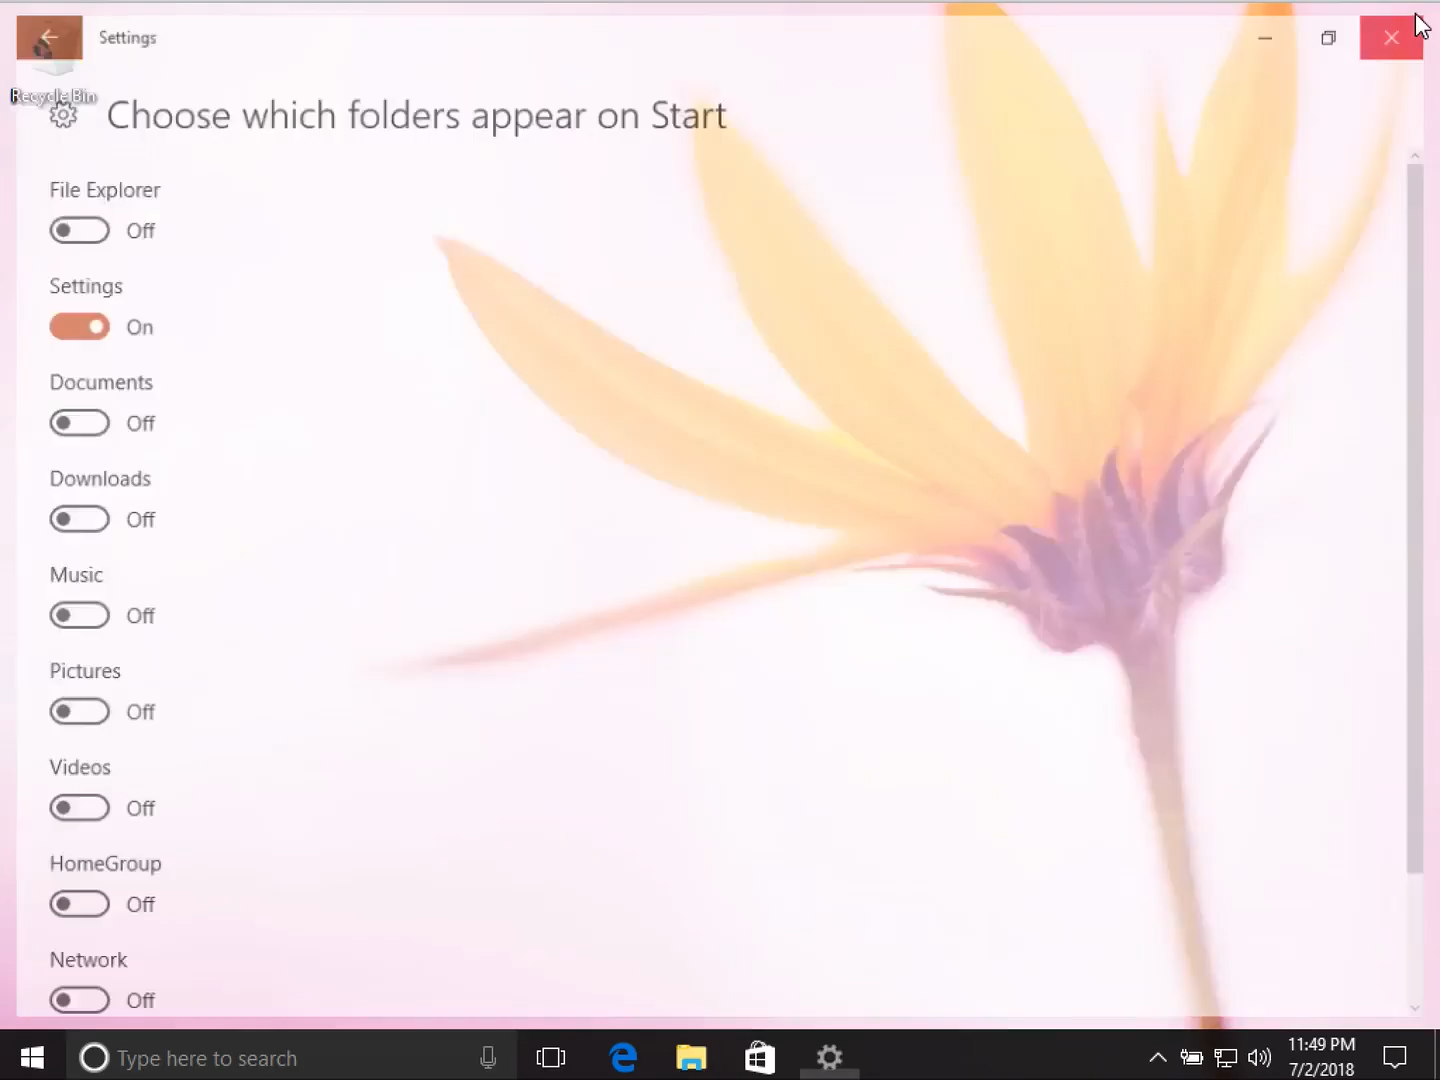 Settings
Recycle Bin
Choose which folders appear on Start
File Explorer
Off
Settings
On
Documents
Off
Downloads
Off
Music
Off
Pictures
Off
Videos
Off
HomeGroup
Off
Network
Off
Type here to search
11:49 PM
7/2/2018